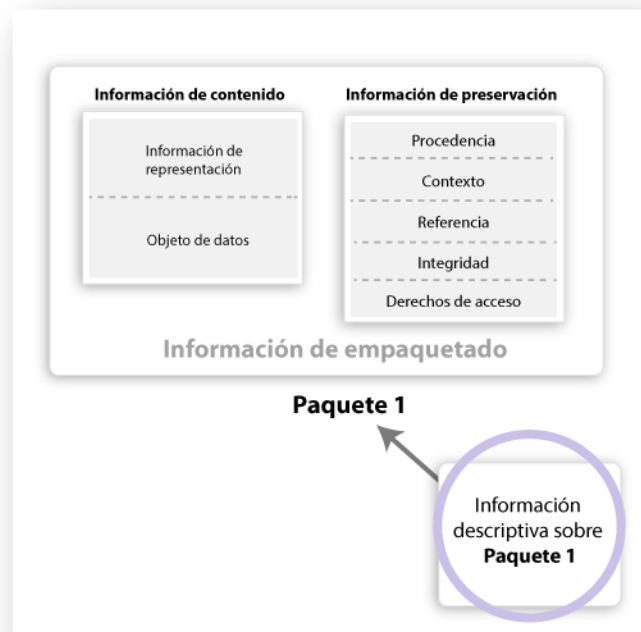 Información de contenido
Información de
representación
Objeto de datos
Información de preservación
Procedencia
Contexto
Referencia
Integridad
Derechos de acceso
Información de empaquetado
Paquete 1
Información
descriptiva sobre
Paquete 1